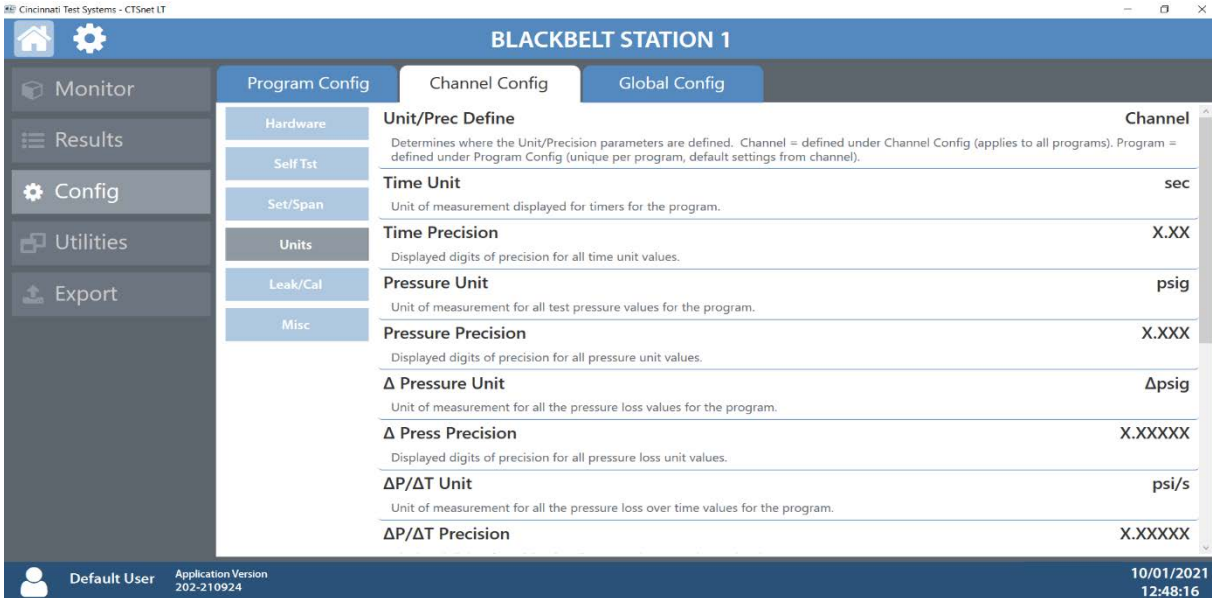 Cincinnati Test Systems - CTSnet LT
BLACKBELT STATION 1
Monitor
Results
Config
Utilities
Export
Program Config
Channel Config
Global Config
Hardware
Self Tst
Set/Span
Units
Leak/Cal
Misc
Unit/Prec Define Channel
Determines where the Unit/Precision parameters are defined. Channel = defined under Channel Config (applies to all programs). Program =
defined under Program Config (unique per program, default settings from channel).
Time Unit sec
Unit of measurement displayed for timers for the program.
Time Precision X.XX
Displayed digits of precision for all time unit values.
Pressure Unit psig
Unit of measurement for all test pressure values for the program.
Pressure Precision X.XXX
Displayed digits of precision for all pressure unit values.
Δ Pressure Unit Δpsig
Unit of measurement for all the pressure loss values for the program.
Δ Press Precision X.XXXXX
Displayed digits of precision for all pressure loss unit values.
ΔP/ΔT Unit psi/s
Unit of measurement for all the pressure loss over time values for the program.
ΔP/ΔT Precision X.XXXXX
Default User
Application Version
202-210924
10/01/2021
12:48:16